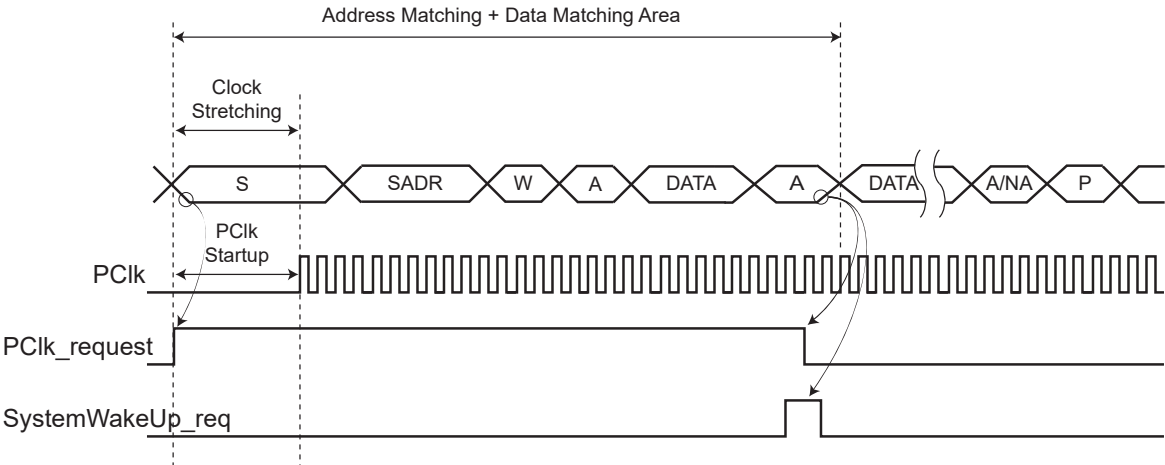 Address Matching + Data Matching Area
Clock
Stretching
S
SADR
W
A
DATA
A
DATA
A/NA
P
PClk
Startup
PClk
PClk_request
SystemWakeUp_req